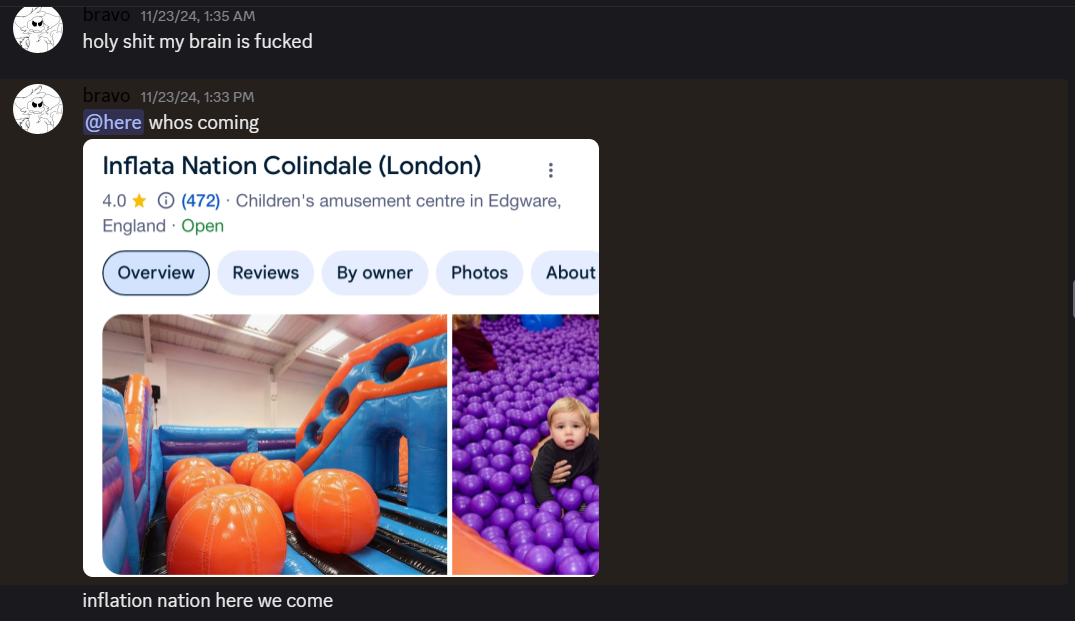 bravo 11/23/24, 1:35 AM
holy shit my brain is fucked
bravo 11/23/24, 1:33 PM
@here whos coming
Inflata Nation Colindale (London)
4.0 (472) · Children's amusement centre in Edgware,
England · Open
Overview Reviews By owner Photos About
inflation nation here we come